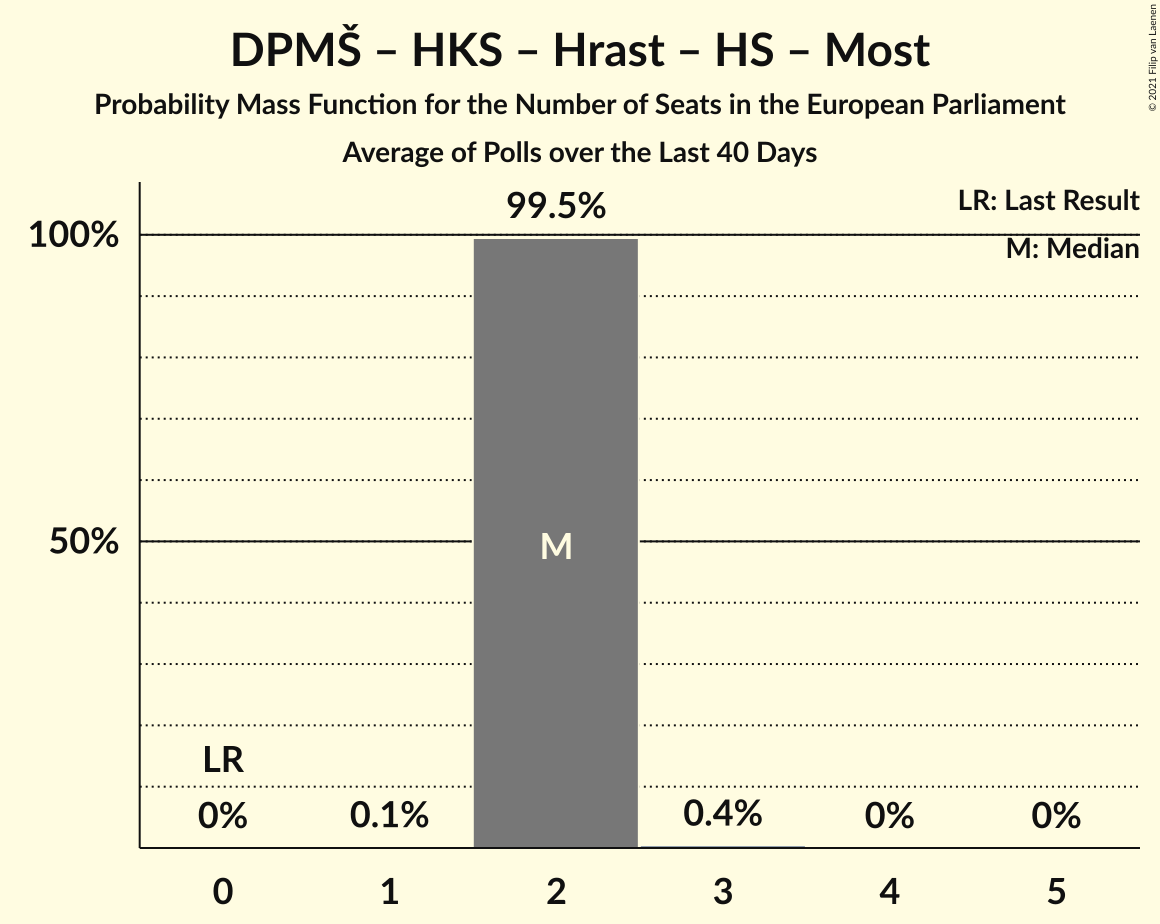 DPMŠ – HKS – Hrast – HS – Most
Probability Mass Function for the Number of Seats in the European Parliament
Average of Polls over the Last 40 Days
© 2021 Filip van Laenen
LR: Last Result
M: Median
99.5%
100%
50%
M
LR
0%
0.1%
0.4%
0%
0%
0 1 2 3 4 5